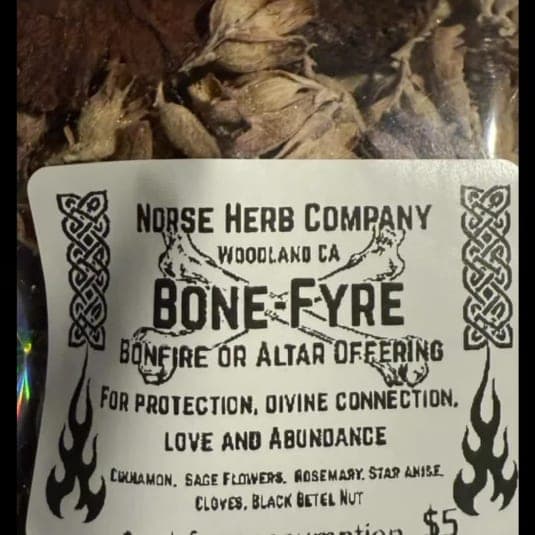 NORSE HERB COMPANY
WOODLAND CA
BONE-FYRE
BONFIRE OR ALTAR OFFERING
FOR PROTECTION, DIVINE CONNECTION,
LOVE AND ABUNDANCE
CINNAMON, SAGE FLOWERS, ROSEMARY, STAR ANISE,
CLOVES, BLACK BETEL NUT
$5